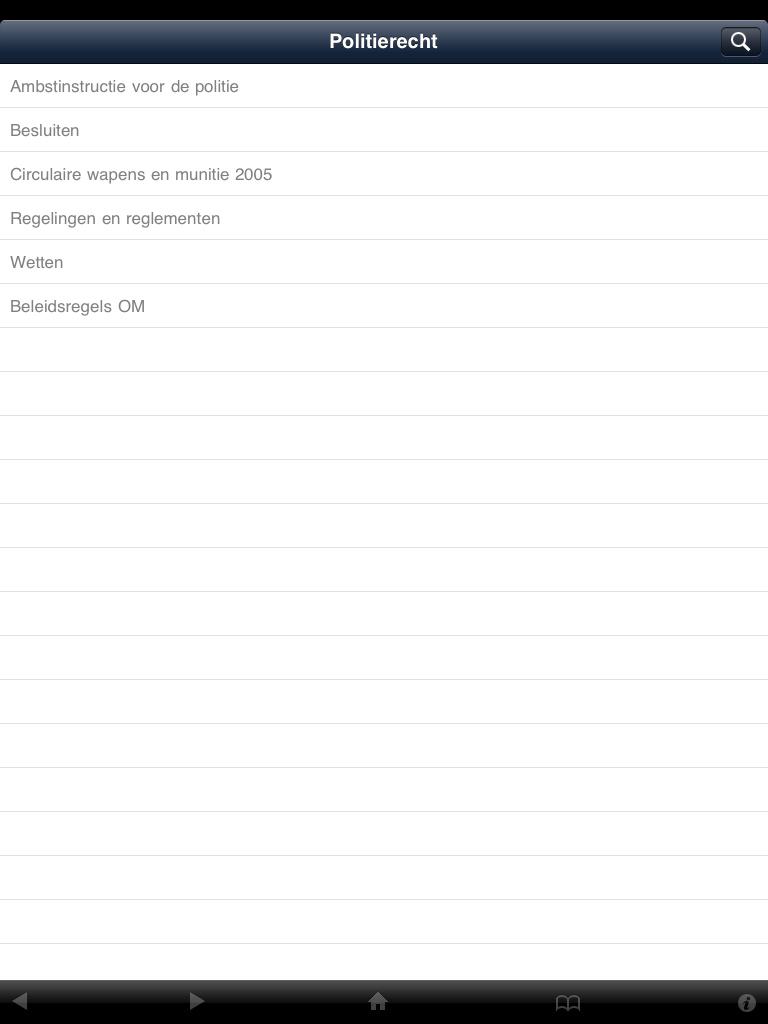 Politierecht
Ambstinstructie voor de politie
Besluiten
Circulaire wapens en munitie 2005
Regelingen en reglementen
Wetten
Beleidsregels OM